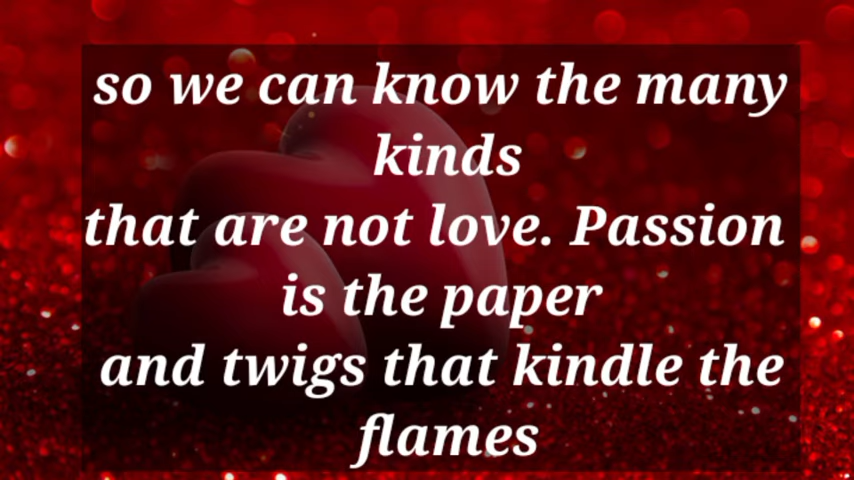 so we can know the many
kinds
that are not love. Passion
is the paper
and twigs that kindle the
flames